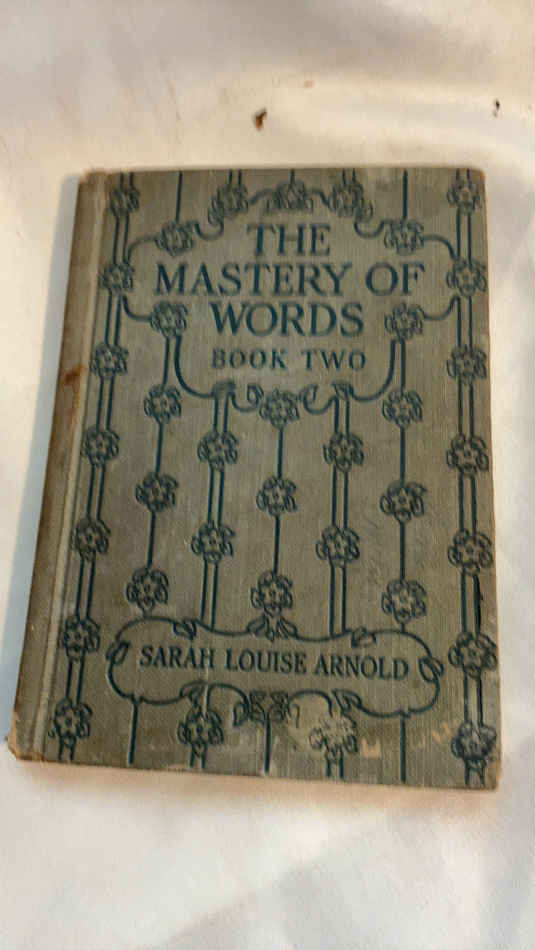 THE
MASTERY OF
WORDS
BOOK TWO
SARAH LOUISE ARNOLD